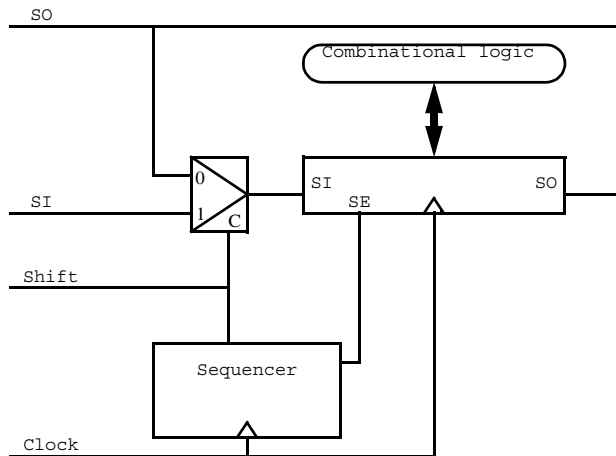 SO
Combinational logic
0
SI
SO
SI
1
C
SE
Shift
Sequencer
Clock